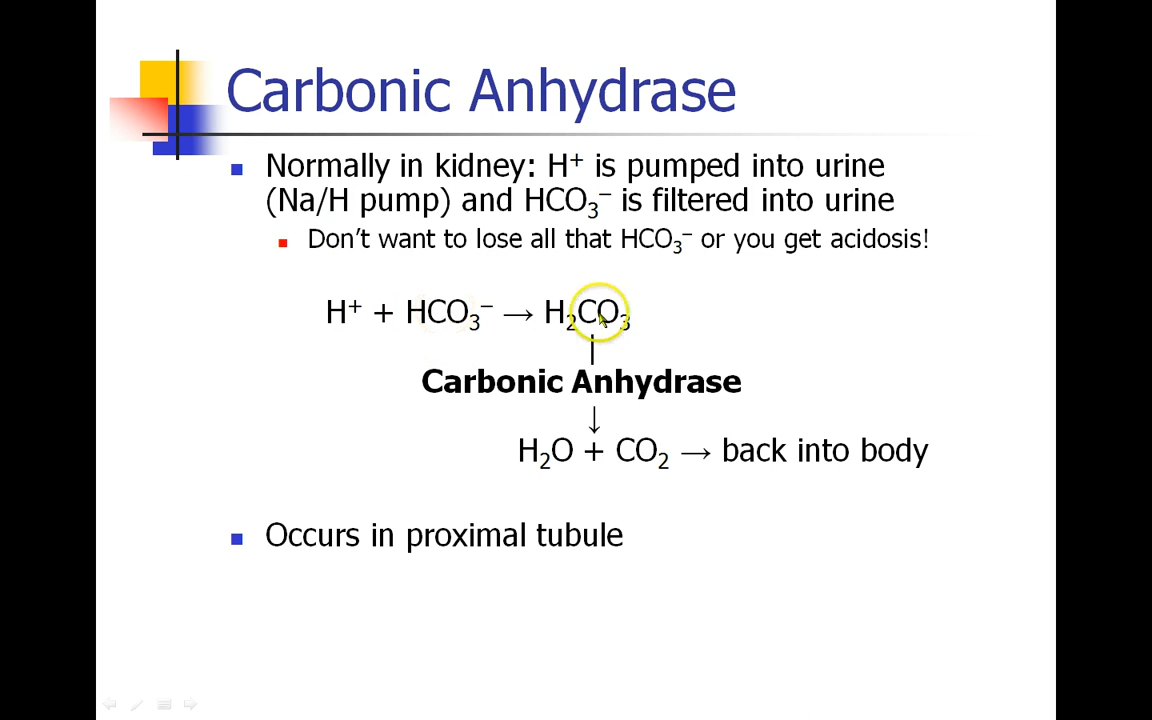 Carbonic Anhydrase
Normally in kidney: H⁺ is pumped into urine
(Na/H pump) and HCO₃⁻ is filtered into urine
Don't want to lose all that HCO₃⁻ or you get acidosis!
H⁺ + HCO₃⁻ → H₂CO₃
Carbonic Anhydrase
↓
H₂O + CO₂ → back into body
Occurs in proximal tubule